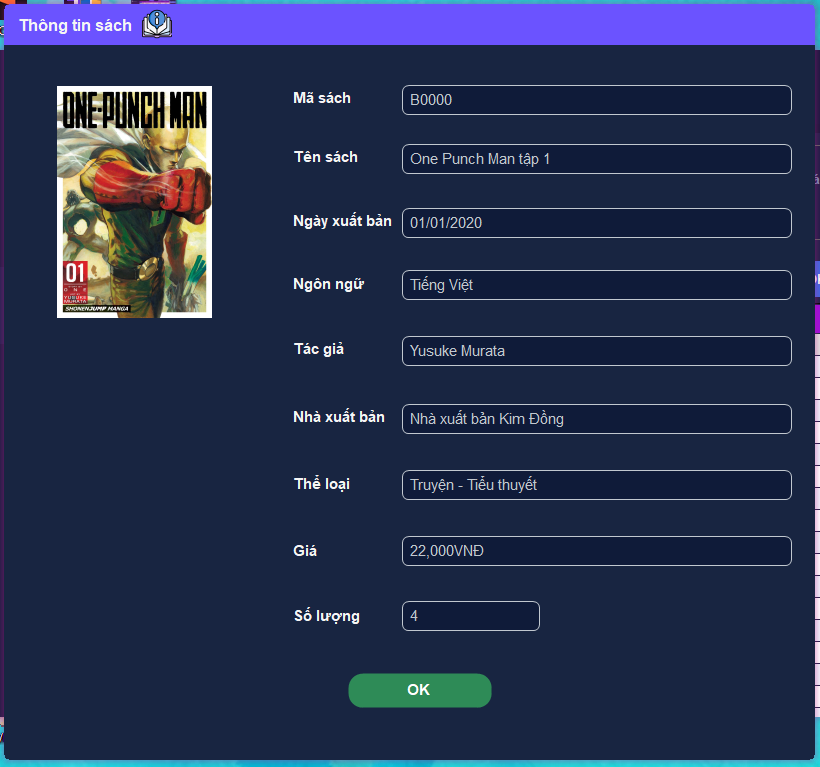 Thông tin sách
ONE-PUNCH MAN
01
ONE
YUSUKE
MURATA
SHONEN JUMP MANGA
Mã sách
B0000
Tên sách
One Punch Man tập 1
Ngày xuất bản
01/01/2020
Ngôn ngữ
Tiếng Việt
Tác giả
Yusuke Murata
Nhà xuất bản
Nhà xuất bản Kim Đồng
Thể loại
Truyện - Tiểu thuyết
Giá
22,000VNĐ
Số lượng
4
OK